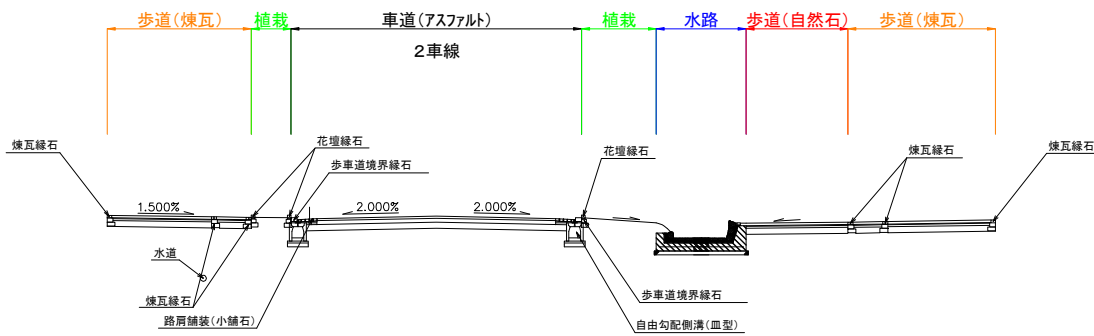 歩道(煉瓦)
植栽
車道(アスファルト)
植栽
水路
歩道(自然石)
歩道(煉瓦)
2車線
煉瓦縁石
花壇縁石
歩車道境界縁石
花壇縁石
煉瓦縁石
煉瓦縁石
1.500%
2.000%
2.000%
水道
煉瓦縁石
路肩舗装(小舗石)
歩車道境界縁石
自由勾配側溝(皿型)